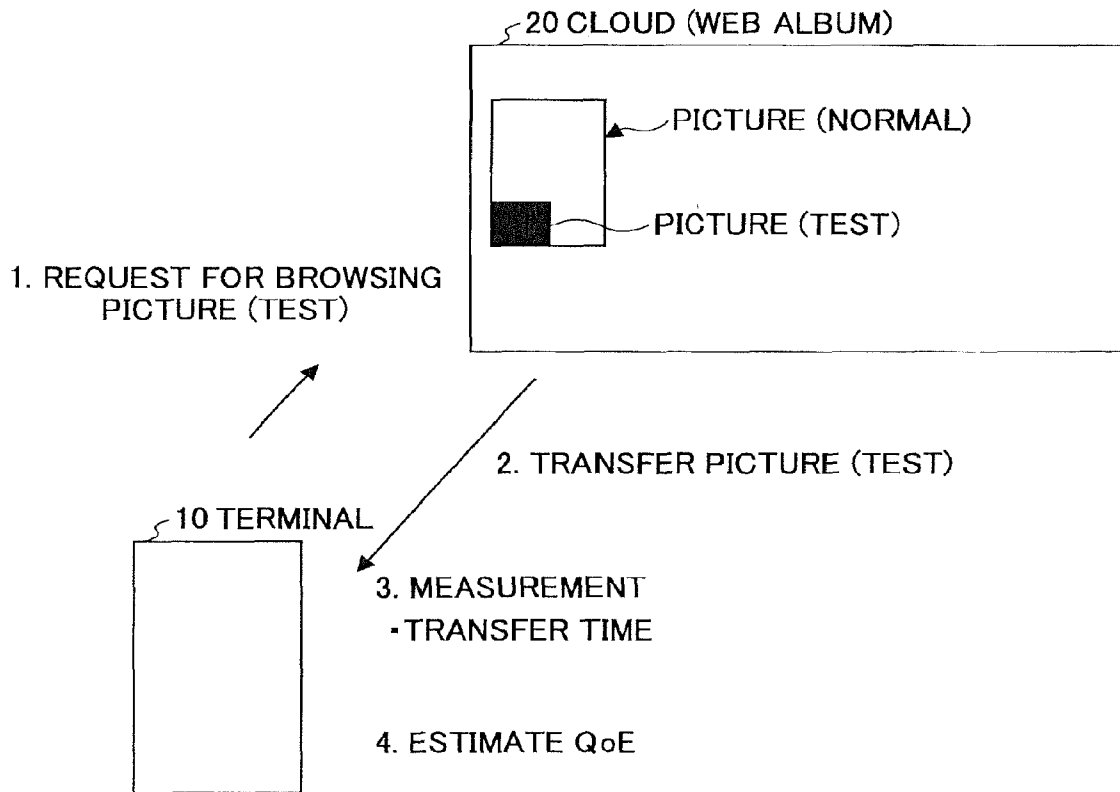 20 CLOUD (WEB ALBUM)
PICTURE (NORMAL)
PICTURE (TEST)
1. REQUEST FOR BROWSING
PICTURE (TEST)
2. TRANSFER PICTURE (TEST)
10 TERMINAL
3. MEASUREMENT
・TRANSFER TIME
4. ESTIMATE QoE